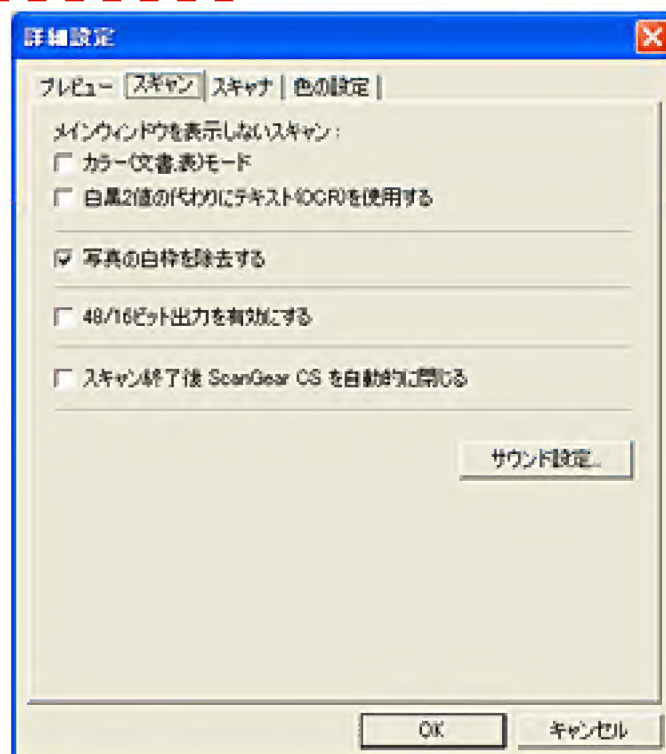 詳細設定
プレビュー スキャン スキャナ 色の設定
メインウィンドウを表示しないスキャン：
カラー(文書,表)モード
白黒2値の代わりにテキスト(OCR)を使用する
写真の白枠を除去する
48/16ビット出力を有効にする
スキャン終了後 ScanGear CS を自動的に閉じる
サウンド設定...
OK キャンセル